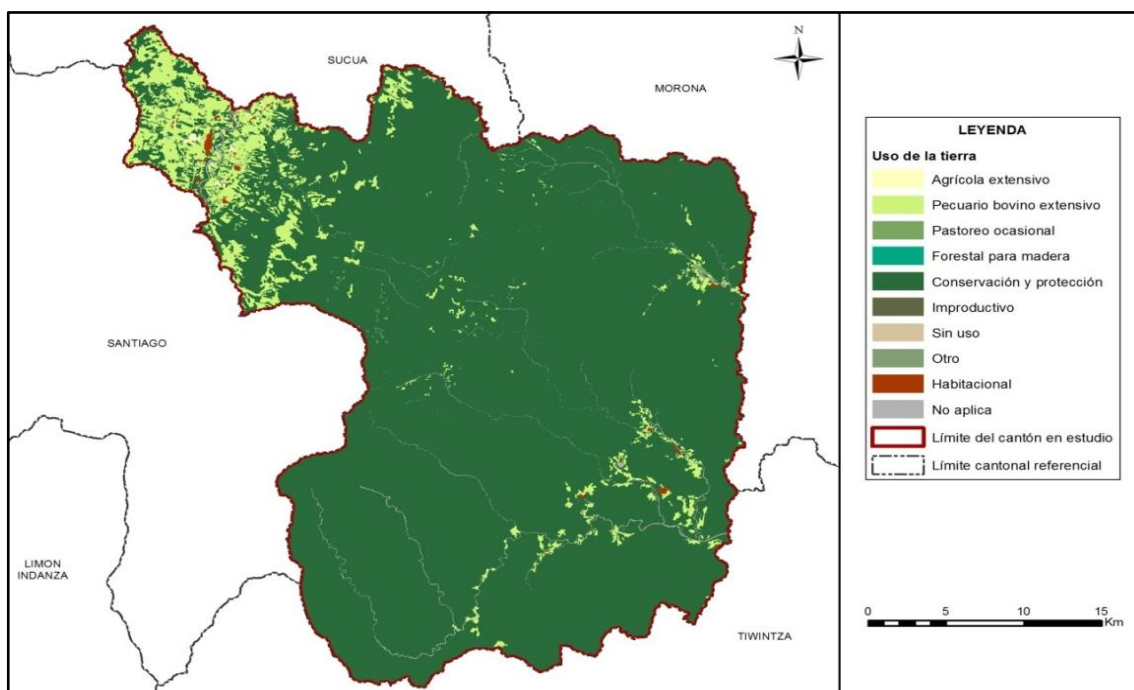 N
SUCUA
MORONA
SANTIAGO
LIMON
INDANZA
TIWINTZA
LEYENDA
Uso de la tierra
Agrícola extensivo
Pecuario bovino extensivo
Pastoreo ocasional
Forestal para madera
Conservación y protección
Improductivo
Sin uso
Otro
Habitacional
No aplica
Límite del cantón en estudio
Límite cantonal referencial
0 5 10 15
Km